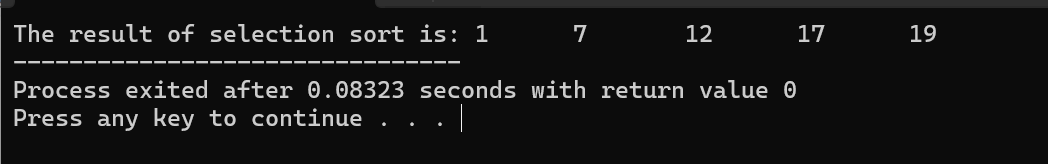 The result of selection sort is: 1      7       12      17      19
--------------------------------
Process exited after 0.08323 seconds with return value 0
Press any key to continue . . .